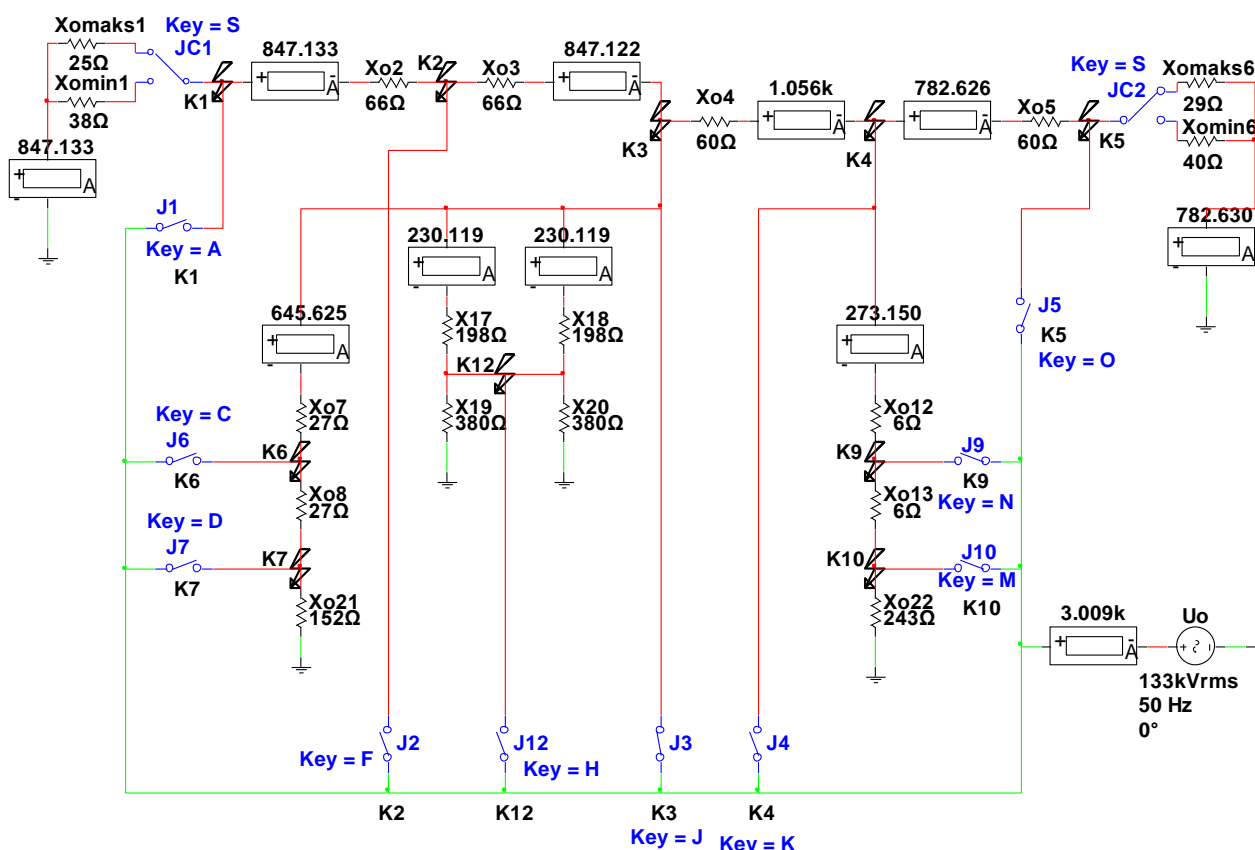 Xomaks1
25Ω
Xomin1
38Ω
Key = S
JC1
K1
847.133
+
A
Xo2
66Ω
K2
Xo3
66Ω
847.122
+
A
K3
Xo4
60Ω
1.056k
+
A
K4
782.626
+
A
Xo5
60Ω
K5
Key = S
JC2
Xomaks6
29Ω
Xomin6
40Ω
847.133
+
A
-
J1
Key = A
K1
782.630
+
A
-
230.119
+
A
-
230.119
+
A
-
X17
198Ω
X18
198Ω
K12
X19
380Ω
X20
380Ω
645.625
+
A
-
Xo7
27Ω
K6
Xo8
27Ω
K7
Xo21
152Ω
Key = C
J6
K6
Key = D
J7
K7
273.150
+
A
-
Xo12
6Ω
K9
Xo13
6Ω
K10
Xo22
243Ω
J5
K5
Key = O
J9
K9
Key = N
J10
Key = M
K10
3.009k
+
A
-
Uo
+
133kVrms
50 Hz
0°
J2
Key = F
K2
J12
Key = H
K12
J3
K3
Key = J
J4
K4
Key = K